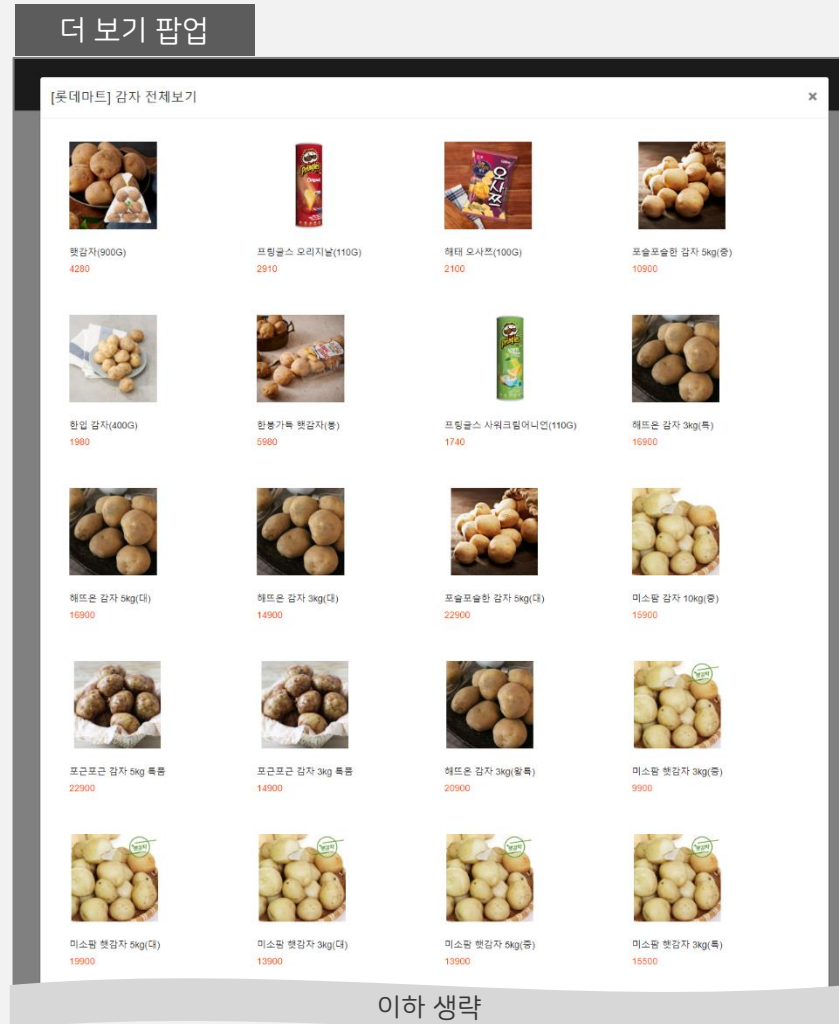 더 보기 팝업
[롯데마트] 감자 전체보기
×
햇감자(900G)
4280
프링글스 오리지날(110G)
2910
해태 오사쯔(100G)
2100
포슬포슬한 감자 5kg(중)
10900
한입 감자(400G)
1980
한봉가득 햇감자(봉)
5980
프링글스 사워크림어니언(110G)
1740
해뜨온 감자 3kg(특)
16900
해뜨온 감자 5kg(대)
16900
해뜨온 감자 3kg(대)
14900
포슬포슬한 감자 5kg(대)
22900
미소팜 감자 10kg(중)
15900
포근포근 감자 5kg 특품
22900
포근포근 감자 3kg 특품
14900
해뜨온 감자 3kg(왕특)
20900
미소팜 햇감자 3kg(중)
9900
미소팜 햇감자 5kg(대)
19900
미소팜 햇감자 3kg(대)
13900
미소팜 햇감자 5kg(중)
13900
미소팜 햇감자 3kg(특)
15500
이하 생략